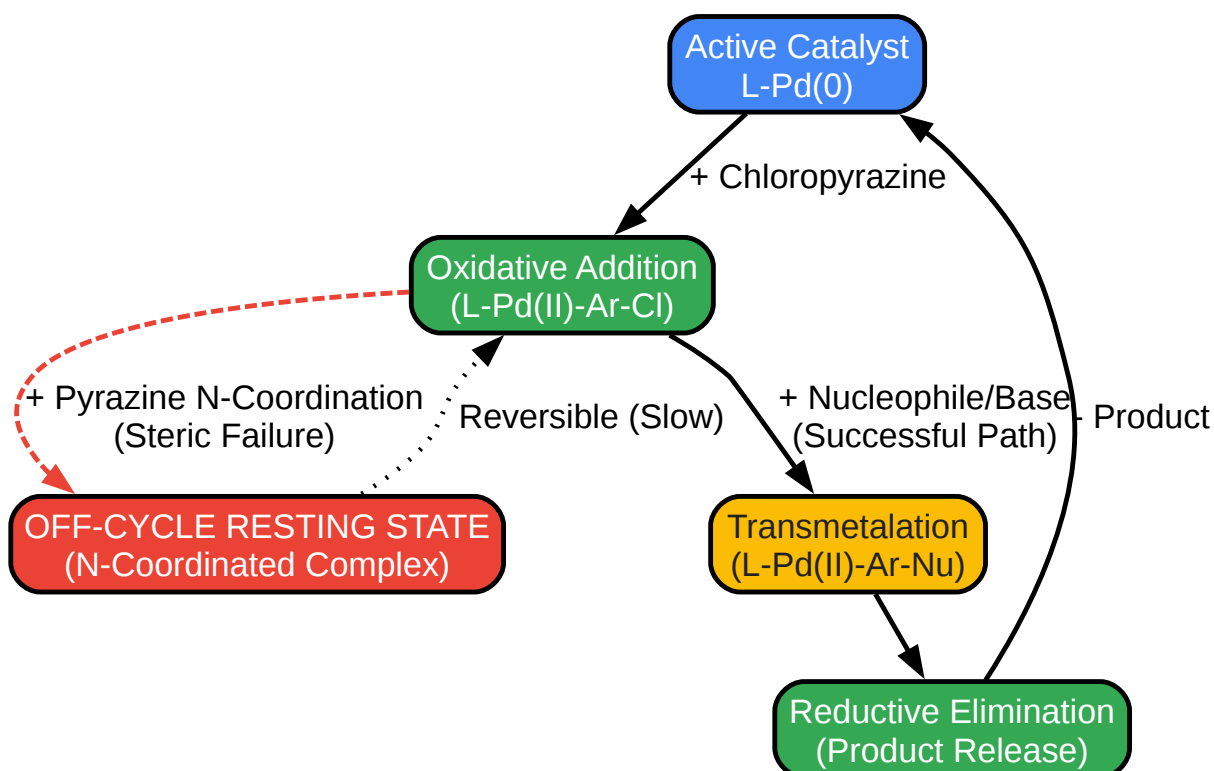 Active Catalyst
L-Pd(0)
+ Chloropyrazine
Oxidative Addition
(L-Pd(II)-Ar-Cl)
+ Pyrazine N-Coordination
(Steric Failure)
Reversible (Slow)
+ Nucleophile/Base
(Successful Path)
- Product
OFF-CYCLE RESTING STATE
(N-Coordinated Complex)
Transmetalation
(L-Pd(II)-Ar-Nu)
Reductive Elimination
(Product Release)